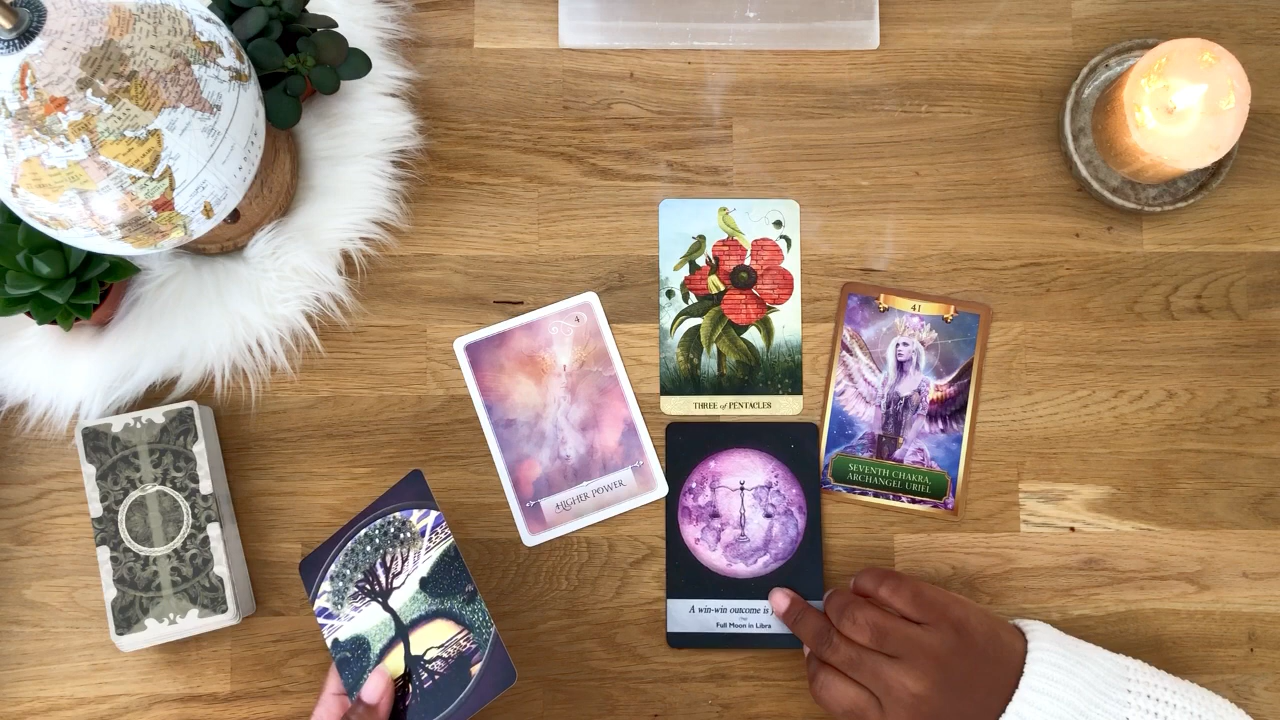 4
HIGHER POWER
THREE of PENTACLES
41
SEVENTH CHAKRA,
ARCHANGEL URIEL
A win-win outcome is
Full Moon in Libra